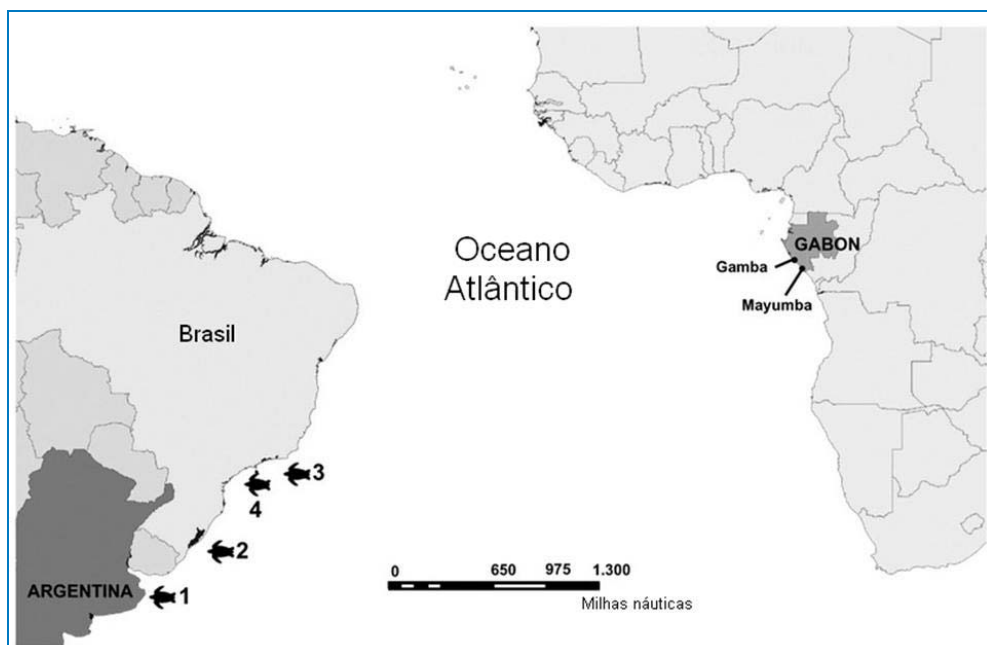 Oceano
Atlântico
GABON
Gamba
Mayumba
Brasil
3
4
2
ARGENTINA
1
0 650 975 1.300
Milhas náuticas